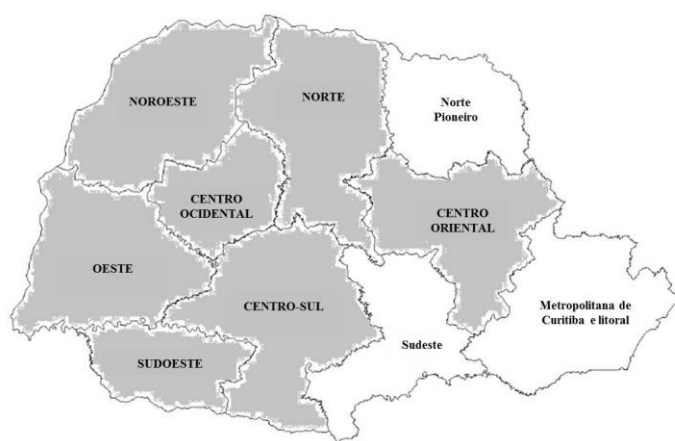 NOROESTE
NORTE
Norte
Pioneiro
CENTRO
OCIDENTAL
CENTRO
ORIENTAL
OESTE
CENTRO-SUL
Metropolitana de
Curitiba e litoral
SUDOESTE
Sudeste